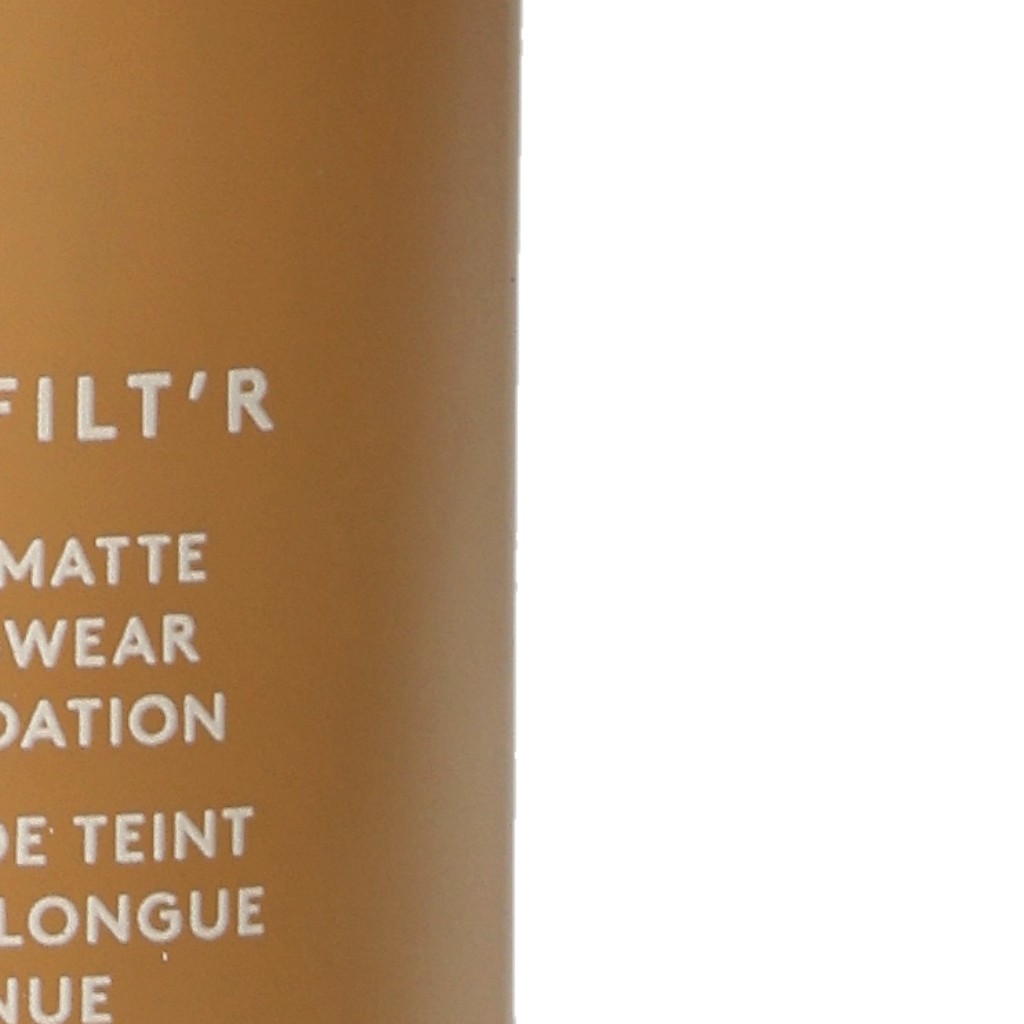 FILT'R
MATTE
WEAR
DATION
DE TEINT
LONGUE
NUE